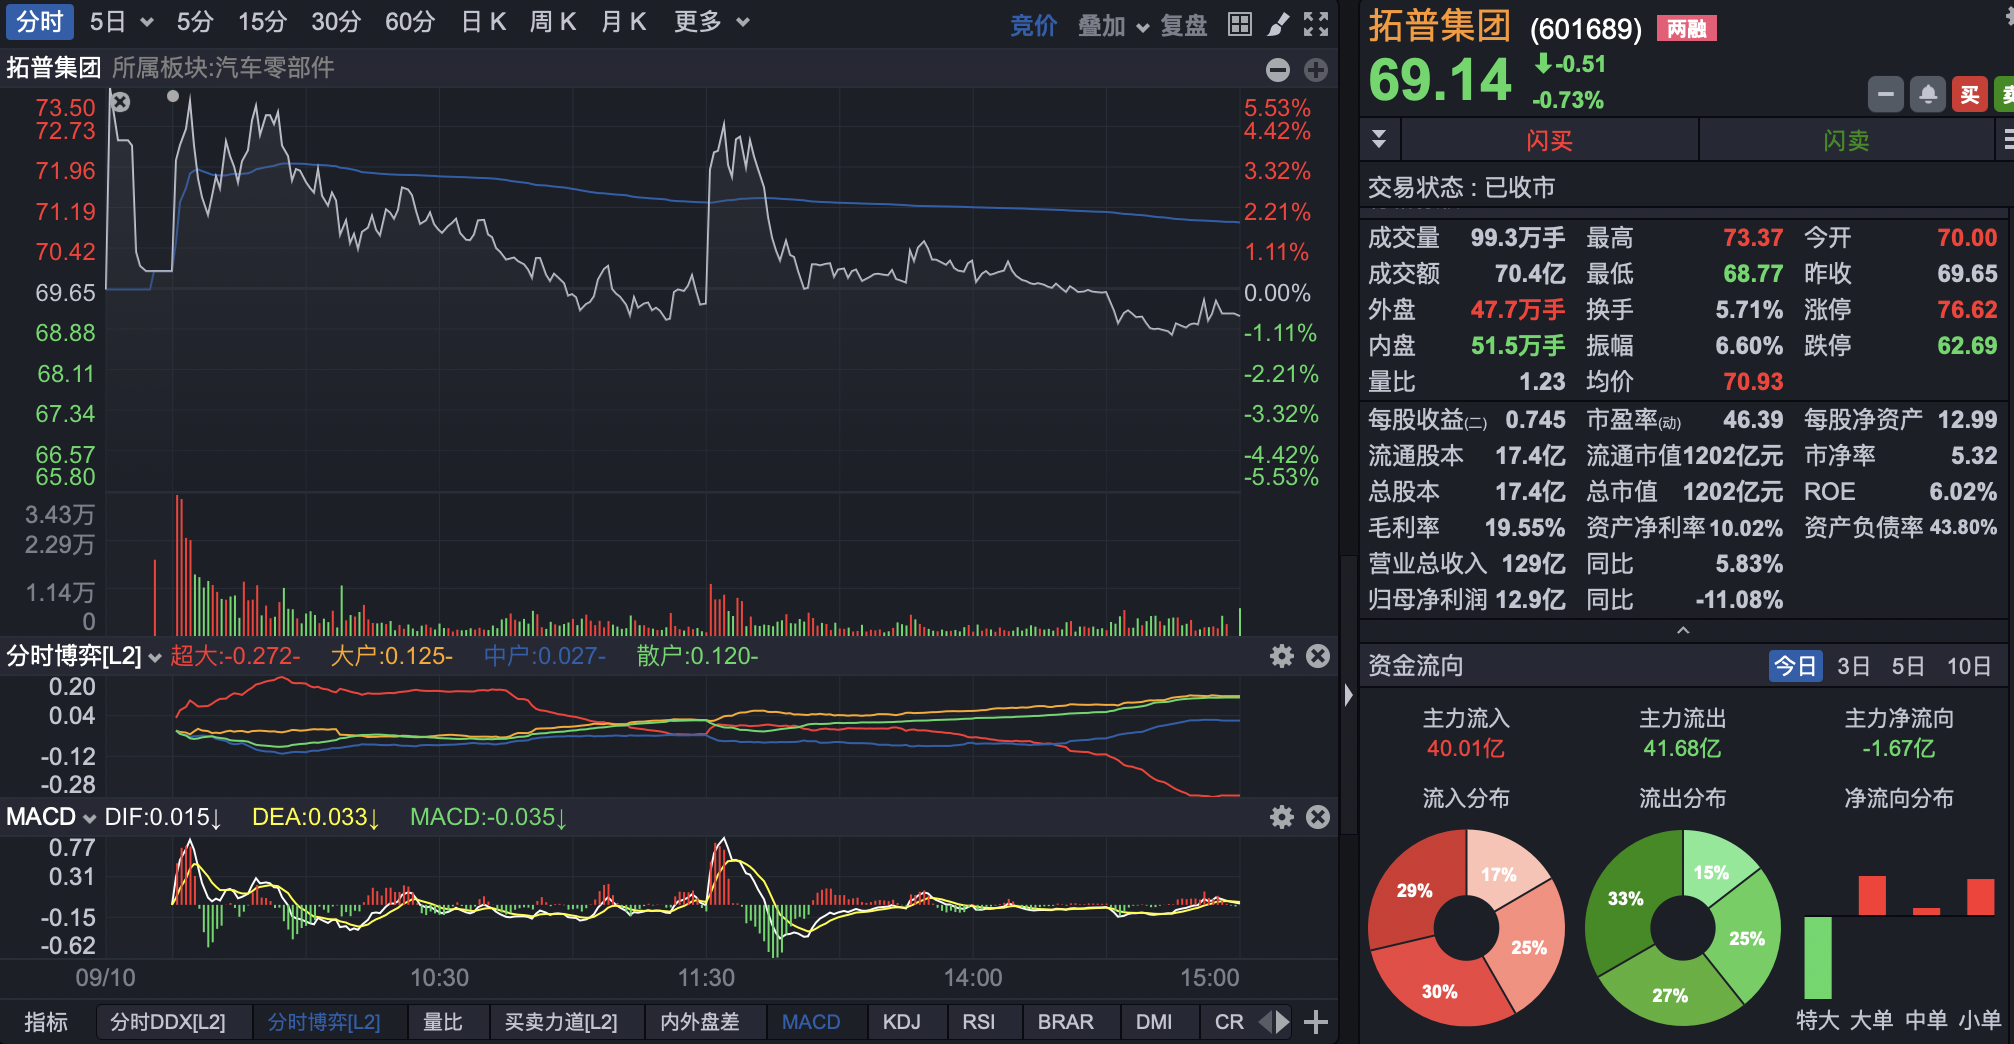 分时 5日 5分 15分 30分 60分 日K 周K 月K 更多 竞价 叠加 复盘
拓普集团 所属板块:汽车零部件
73.50 5.53%
72.73 4.42%
71.96 3.32%
71.19 2.21%
70.42 1.11%
69.65 0.00%
68.88 -1.11%
68.11 -2.21%
67.34 -3.32%
66.57 -4.42%
65.80 -5.53%
3.43万
2.29万
1.14万
0
分时博弈[L2] 超大:-0.272- 大户:0.125- 中户:0.027- 散户:0.120-
0.20
0.04
-0.12
-0.28
MACD DIF:0.015↓ DEA:0.033↓ MACD:-0.035↓
0.77
0.31
-0.15
-0.62
09/10 10:30 11:30 14:00 15:00
指标 分时DDX[L2] 分时博弈[L2] 量比 买卖力道[L2] 内外盘差 MACD KDJ RSI BRAR DMI CR
拓普集团 (601689) 两融
69.14 -0.51
-0.73%
买 卖
闪买 闪卖
交易状态 : 已收市
成交量 99.3万手 最高 73.37 今开 70.00
成交额 70.4亿 最低 68.77 昨收 69.65
外盘 47.7万手 换手 5.71% 涨停 76.62
内盘 51.5万手 振幅 6.60% 跌停 62.69
量比 1.23 均价 70.93
每股收益(二) 0.745 市盈率(动) 46.39 每股净资产 12.99
流通股本 17.4亿 流通市值 1202亿元 市净率 5.32
总股本 17.4亿 总市值 1202亿元 ROE 6.02%
毛利率 19.55% 资产净利率 10.02% 资产负债率 43.80%
营业总收入 129亿 同比 5.83%
归母净利润 12.9亿 同比 -11.08%
资金流向 今日 3日 5日 10日
主力流入 主力流出 主力净流向
40.01亿 41.68亿 -1.67亿
流入分布 流出分布 净流向分布
29% 17% 25% 30%
33% 15% 25% 27%
特大 大单 中单 小单